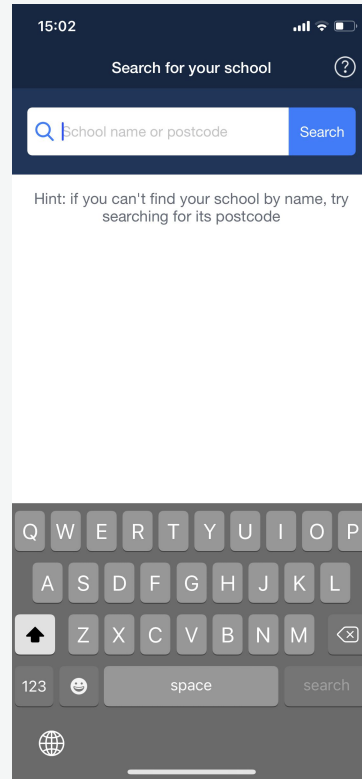 15:02
Search for your school
?
School name or postcode
Search
Hint: if you can't find your school by name, try
searching for its postcode
Q W E R T Y U I O P
A S D F G H J K L
Z X C V B N M
123
space
search